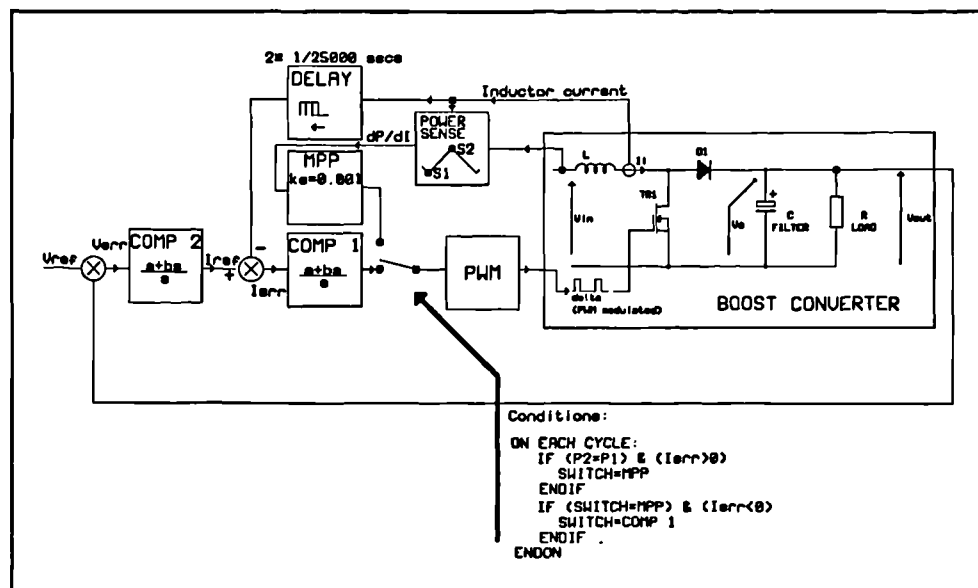 2* 1/25000 secs
DELAY
Inductor current
POWER
SENSE
S2
S1
dP/dI
MPP
ke=0.001
L
I1
D1
TR1
Vin
Vo
+
C
FILTER
R
LOAD
Vout
Vref
Verr
COMP 2
a+bs
s
Iref
+
-
Ierr
COMP 1
a+bs
s
PWM
delta
(PWM modulated)
BOOST CONVERTER
Conditions:
ON EACH CYCLE:
IF (P2=P1) & (Ierr>0)
SWITCH=MPP
ENDIF
IF (SWITCH=MPP) & (Ierr<0)
SWITCH=COMP 1
ENDIF .
ENDON